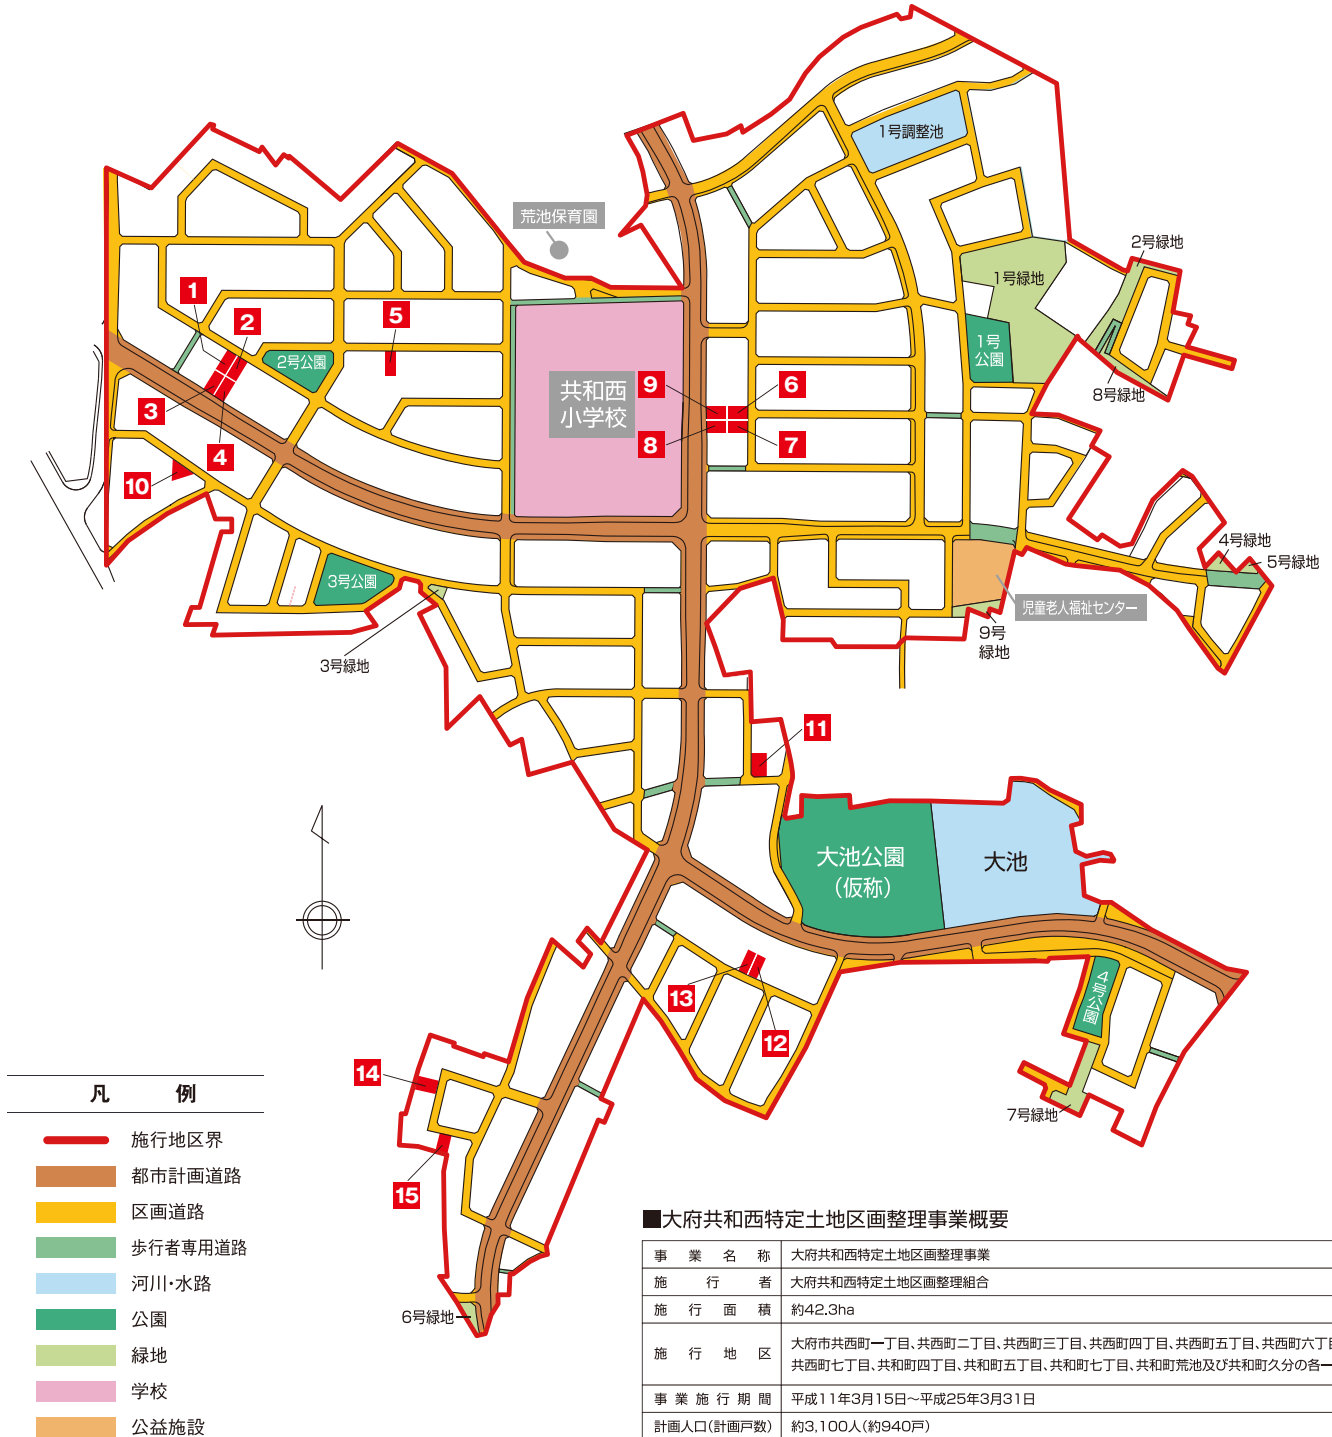 1号調整池
荒池保育園
2号緑地
1号緑地
1
2
5
2号公園
1号
公園
共和西
小学校
9
6
8号緑地
3
4
8
7
10
4号緑地
5号緑地
3号公園
児童老人福祉センター
3号緑地
9号
緑地
11
大池公園
(仮称)
大池
13
12
4号公園
14
7号緑地
15
6号緑地
凡 例
施行地区界
都市計画道路
区画道路
歩行者専用道路
河川・水路
公園
緑地
学校
公益施設
■大府共和西特定土地区画整理事業概要
事業名称 大府共和西特定土地区画整理事業
施行者 大府共和西特定土地区画整理組合
施行面積 約42.3ha
施行地区 大府市共西町一丁目、共西町二丁目、共西町三丁目、共西町四丁目、共西町五丁目、共西町六丁目
共西町七丁目、共和町四丁目、共和町五丁目、共和町七丁目、共和町荒池及び共和町久分の各一
事業施行期間 平成11年3月15日〜平成25年3月31日
計画人口(計画戸数) 約3,100人(約940戸)